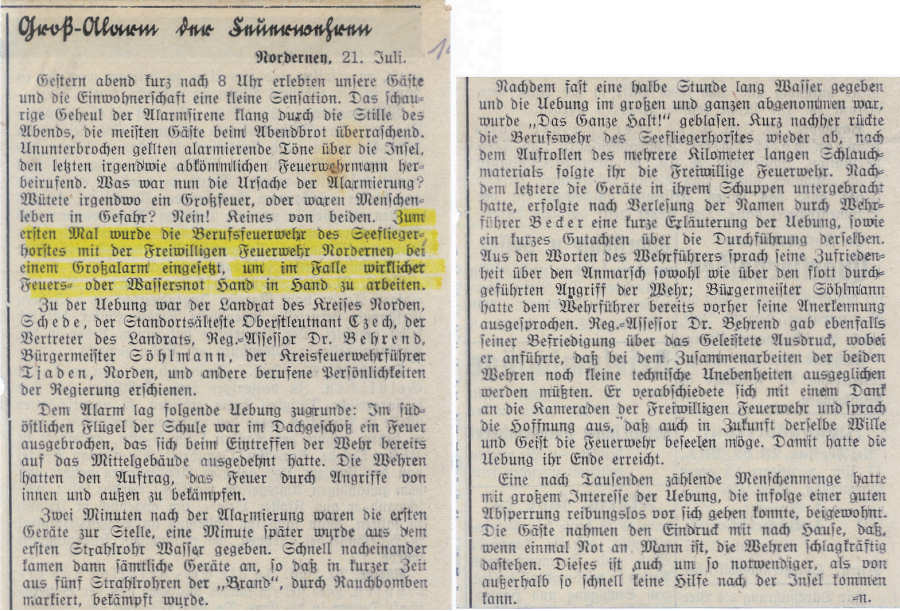 Groß-Alarm der Feuerwehren
Norderney, 21. Juli.
Gestern abend kurz nach 8 Uhr erlebten unsere Gäste
und die Einwohnerschaft eine kleine Sensation. Das schau-
rige Geheul der Alarmsirene klang durch die Stille des
Abends, die meisten Gäste beim Abendbrot überraschend.
Ununterbrochen gellten alarmierende Töne über die Insel,
den letzten irgendwie abkömmlichen Feuerwehrmann her-
beirufend. Was war nun die Ursache der Alarmierung?
Wütete irgendwo ein Großfeuer, oder waren Menschen-
leben in Gefahr? Nein! Keines von beiden. Zum
ersten Mal wurde die Berufsfeuerwehr des Seeflieger-
horstes mit der Freiwilligen Feuerwehr Norderney bei
einem Großalarm eingesetzt, um im Falle wirklicher
Feuers- oder Wassersnot Hand in Hand zu arbeiten.
Zu der Uebung war der Landrat des Kreises Norden,
Schede, der Standortsälteste Oberstleutnant Czech, der
Vertreter des Landrats, Reg.-Assessor Dr. Behrend,
Bürgermeister Söhlmann, der Kreisfeuerwehrführer
Tjaden, Norden, und andere berufene Persönlichkeiten
der Regierung erschienen.
Dem Alarm lag folgende Uebung zugrunde: Im süd-
östlichen Flügel der Schule war im Dachgeschoß ein Feuer
ausgebrochen, das sich beim Eintreffen der Wehr bereits
auf das Mittelgebäude ausgedehnt hatte. Die Wehren
hatten den Auftrag, das Feuer durch Angriffe von
innen und außen zu bekämpfen.
Zwei Minuten nach der Alarmierung waren die ersten
Geräte zur Stelle, eine Minute später wurde aus dem
ersten Strahlrohr Wasser gegeben. Schnell nacheinander
kamen dann sämtliche Geräte an, so daß in kurzer Zeit
aus fünf Strahlrohren der „Brand“, durch Rauchbomben
markiert, bekämpft wurde.
Nachdem fast eine halbe Stunde lang Wasser gegeben
und die Uebung im großen und ganzen abgenommen war,
wurde „Das Ganze Halt!“ geblasen. Kurz nachher rückte
die Berufswehr des Seefliegerhorstes wieder ab, nach
dem Aufrollen des mehrere Kilometer langen Schlauch-
materials folgte ihr die Freiwillige Feuerwehr. Nach-
dem letztere die Geräte in ihrem Schuppen untergebracht
hatte, erfolgte nach Verlesung der Namen durch Wehr-
führer Becker eine kurze Erläuterung der Uebung, sowie
ein kurzes Gutachten über die Durchführung derselben.
Aus den Worten des Wehrführers sprach seine Zufrieden-
heit über den Anmarsch sowohl wie über den flott durch-
geführten Angriff der Wehr; Bürgermeister Söhlmann
hatte dem Wehrführer bereits vorher seine Anerkennung
ausgesprochen. Reg.-Assessor Dr. Behrend gab ebenfalls
seiner Befriedigung über das Geleistete Ausdruck, wobei
er anführte, daß bei dem Zusammenarbeiten der beiden
Wehren noch kleine technische Unebenheiten ausgeglichen
werden müßten. Er verabschiedete sich mit einem Dank
an die Kameraden der Freiwilligen Feuerwehr und sprach
die Hoffnung aus, daß auch in Zukunft derselbe Wille
und Geist die Feuerwehr beseelen möge. Damit hatte die
Uebung ihr Ende erreicht.
Eine nach Tausenden zählende Menschenmenge hatte
mit großem Interesse der Uebung, die infolge einer guten
Absperrung reibungslos vor sich gehen konnte, beigewohnt.
Die Gäste nahmen den Eindruck mit nach Hause, daß,
wenn einmal Not an Mann ist, die Wehren schlagkräftig
dastehen. Dieses ist auch um so notwendiger, als von
außerhalb so schnell keine Hilfe nach der Insel kommen
kann. -n.